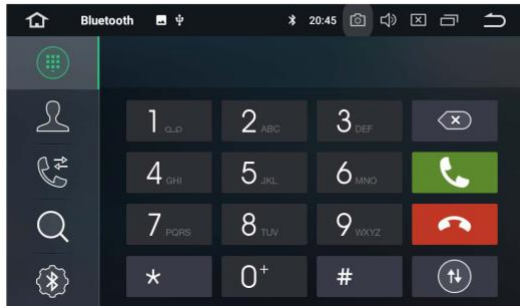 Bluetooth 20:45
1 o_o 2 ABC 3 DEF
4 GHI 5 JKL 6 MNO
7 PQRS 8 TUV 9 WXYZ
* 0+ #